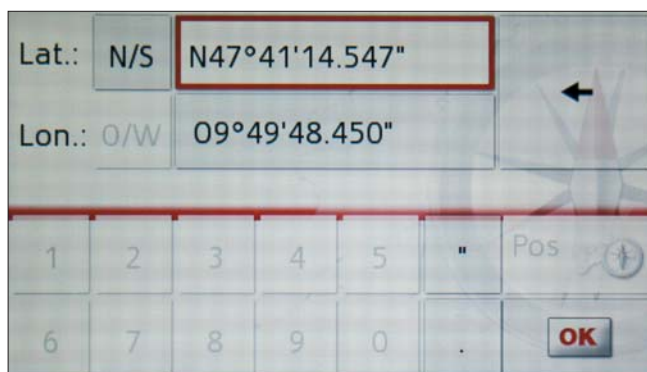 Lat.: N/S N47°41'14.547"
Lon.: O/W O9°49'48.450"
1 2 3 4 5 " Pos
6 7 8 9 0 . OK